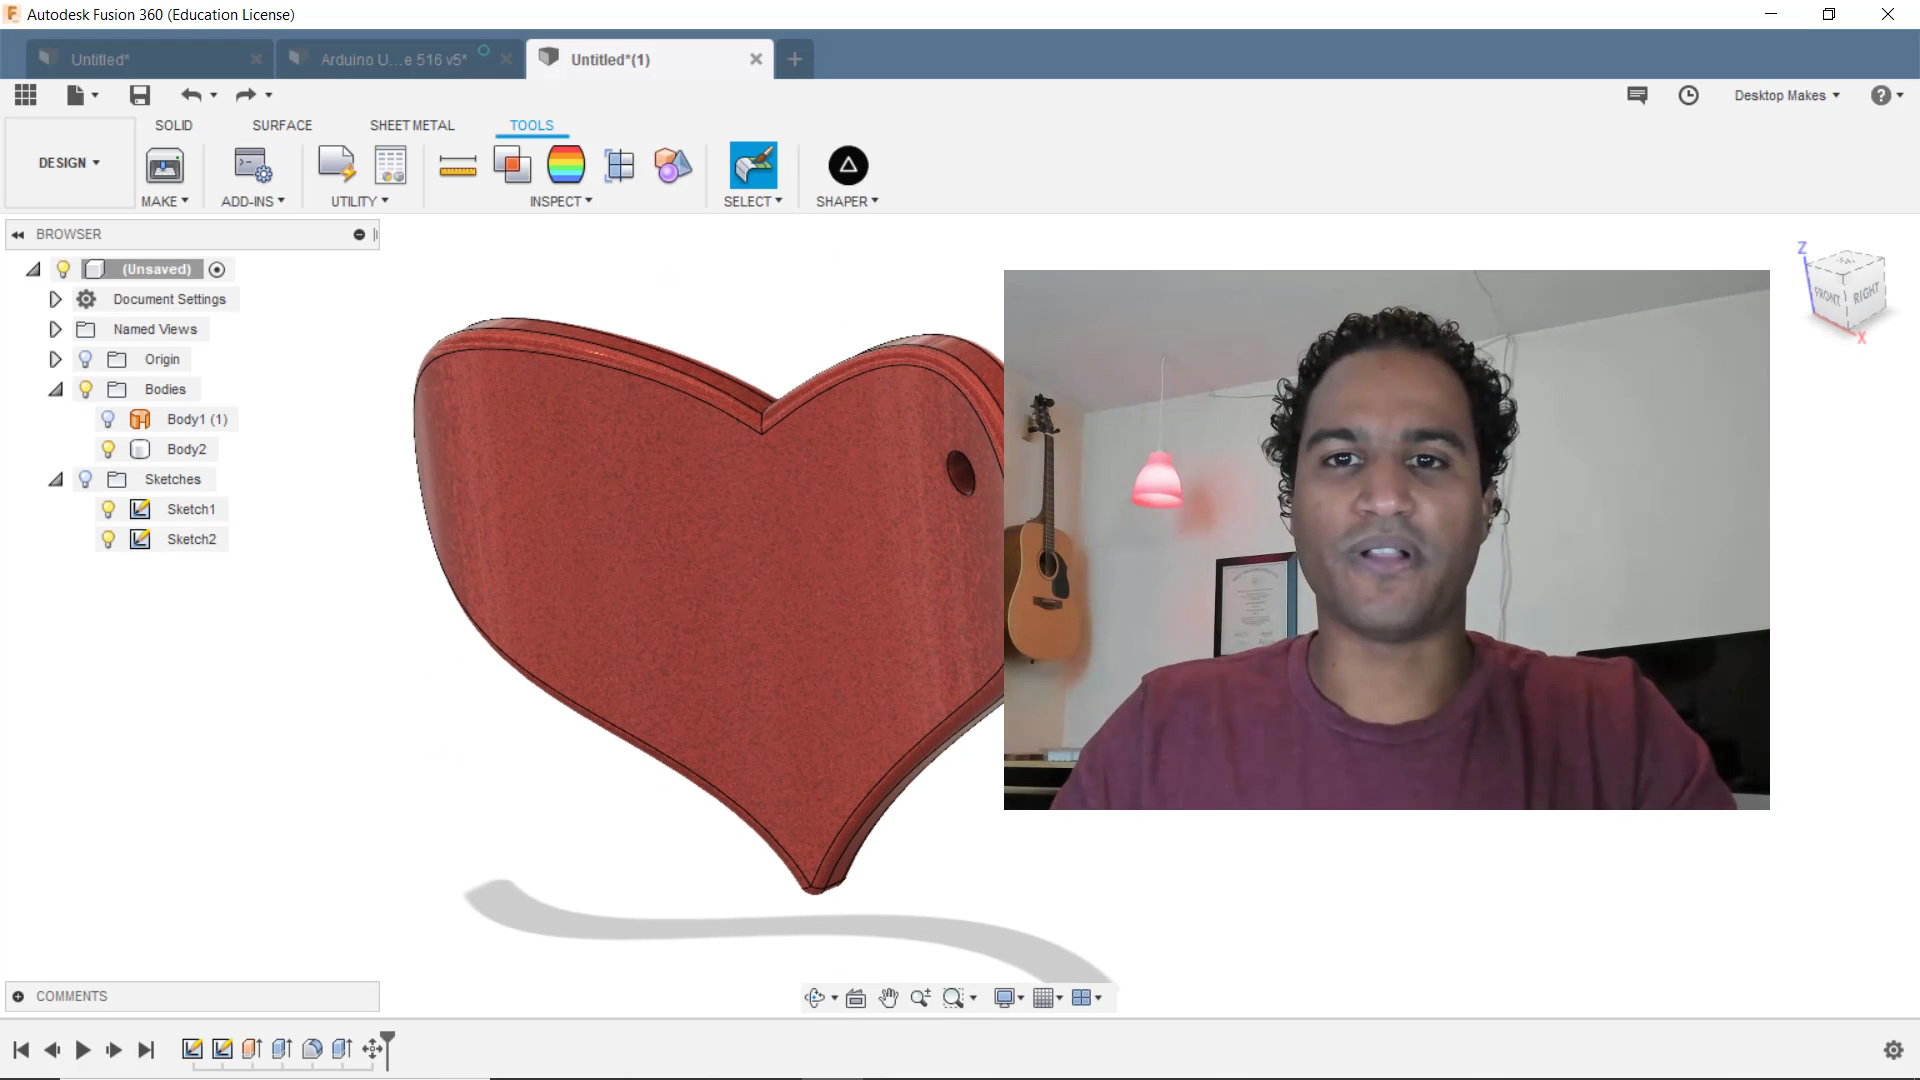 Autodesk Fusion 360 (Education License)
Untitled*
Arduino U...e 516 v5*
Untitled*(1)
Desktop Makes
SOLID
SURFACE
SHEET METAL
TOOLS
DESIGN
MAKE
ADD-INS
UTILITY
INSPECT
SELECT
SHAPER
BROWSER
(Unsaved)
Document Settings
Named Views
Origin
Bodies
Body1 (1)
Body2
Sketches
Sketch1
Sketch2
Z
FRONT
RIGHT
X
COMMENTS